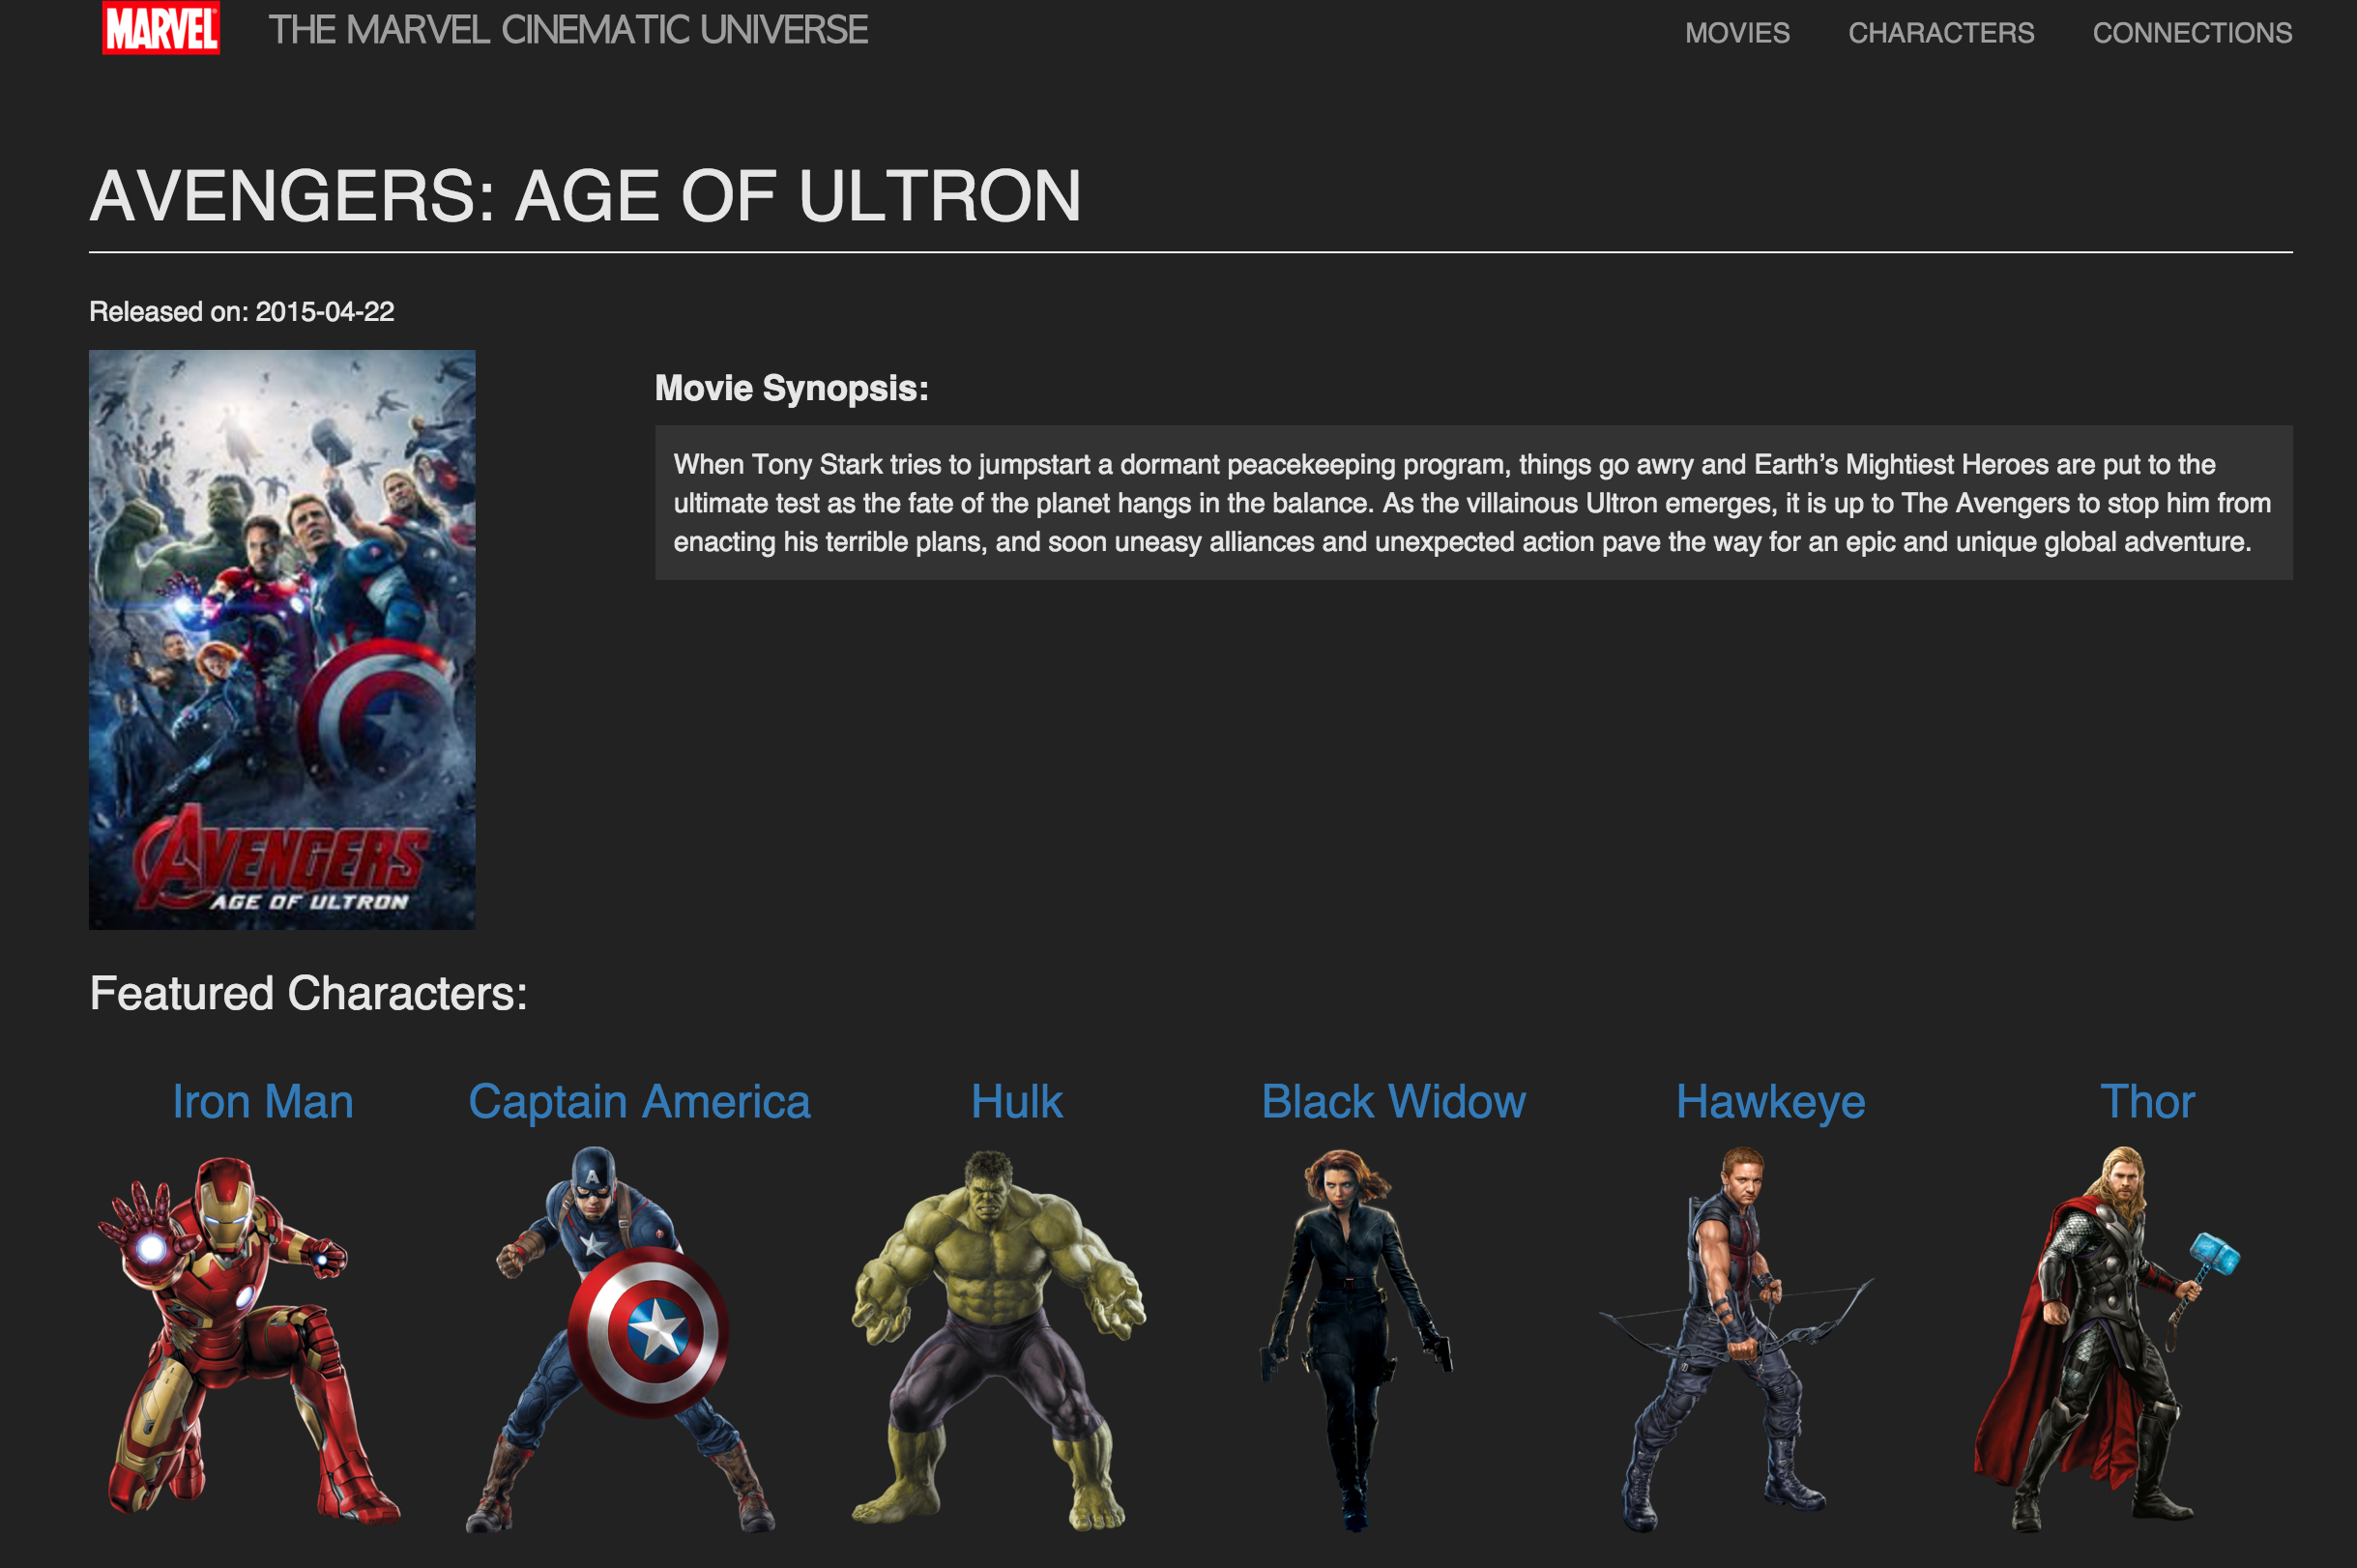 MARVEL
THE MARVEL CINEMATIC UNIVERSE
MOVIES
CHARACTERS
CONNECTIONS
AVENGERS: AGE OF ULTRON
Released on: 2015-04-22
Movie Synopsis:
When Tony Stark tries to jumpstart a dormant peacekeeping program, things go awry and Earth’s Mightiest Heroes are put to the
ultimate test as the fate of the planet hangs in the balance. As the villainous Ultron emerges, it is up to The Avengers to stop him from
enacting his terrible plans, and soon uneasy alliances and unexpected action pave the way for an epic and unique global adventure.
AVENGERS
AGE OF ULTRON
Featured Characters:
Iron Man
Captain America
Hulk
Black Widow
Hawkeye
Thor
A